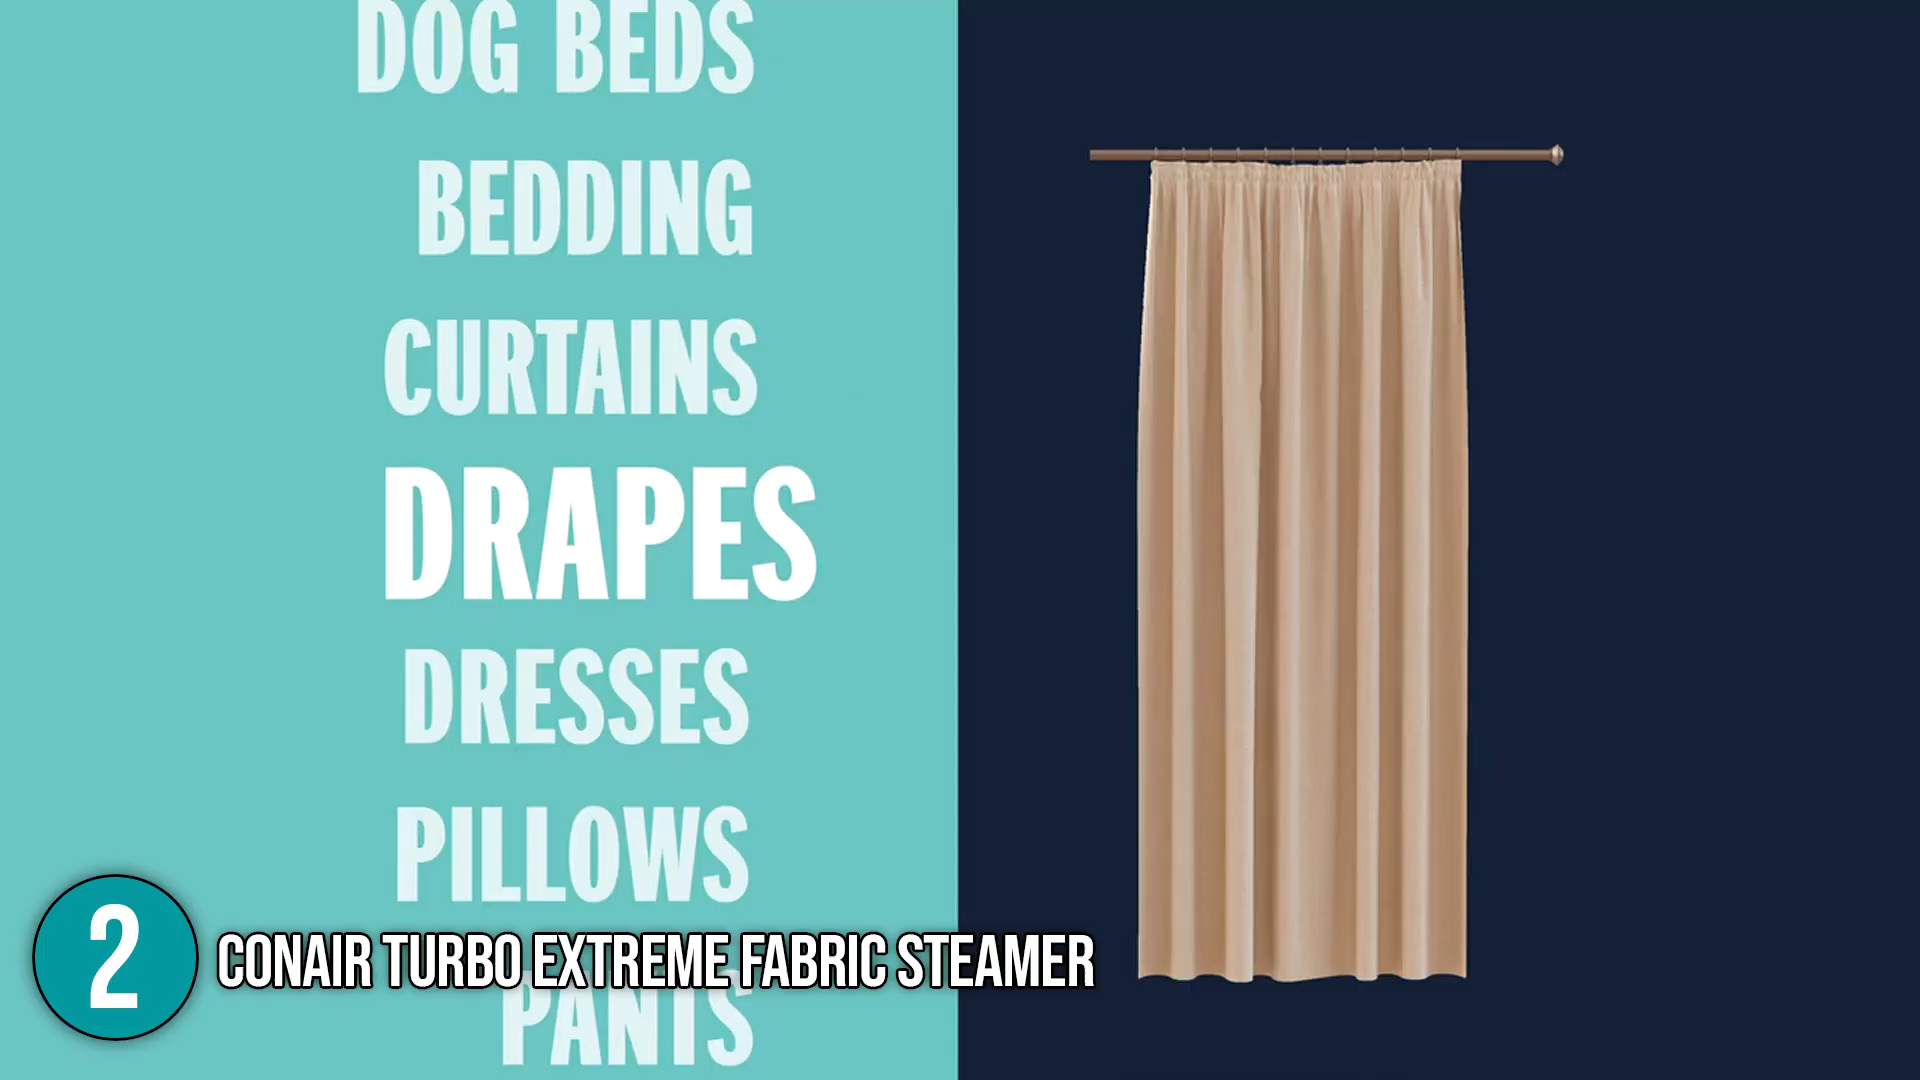 DOG BEDS
BEDDING
CURTAINS
DRAPES
DRESSES
PILLOWS
2
CONAIR TURBO EXTREME FABRIC STEAMER
PANTS